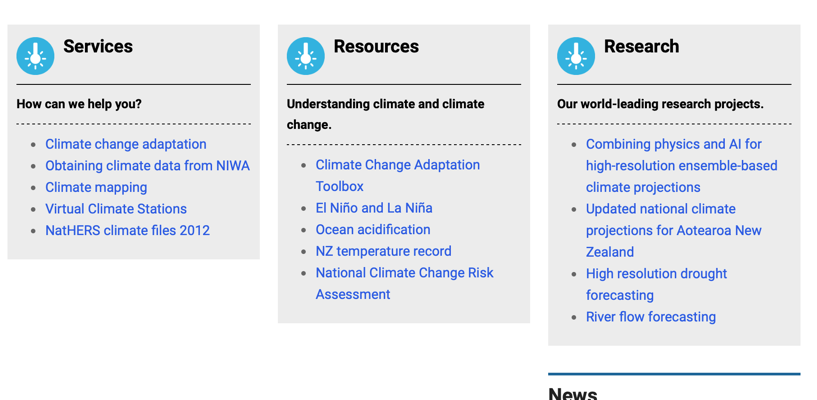 Services
How can we help you?
Climate change adaptation
Obtaining climate data from NIWA
Climate mapping
Virtual Climate Stations
NatHERS climate files 2012
Resources
Understanding climate and climate
change.
Climate Change Adaptation
Toolbox
El Niño and La Niña
Ocean acidification
NZ temperature record
National Climate Change Risk
Assessment
Research
Our world-leading research projects.
Combining physics and AI for
high-resolution ensemble-based
climate projections
Updated national climate
projections for Aotearoa New
Zealand
High resolution drought
forecasting
River flow forecasting
News